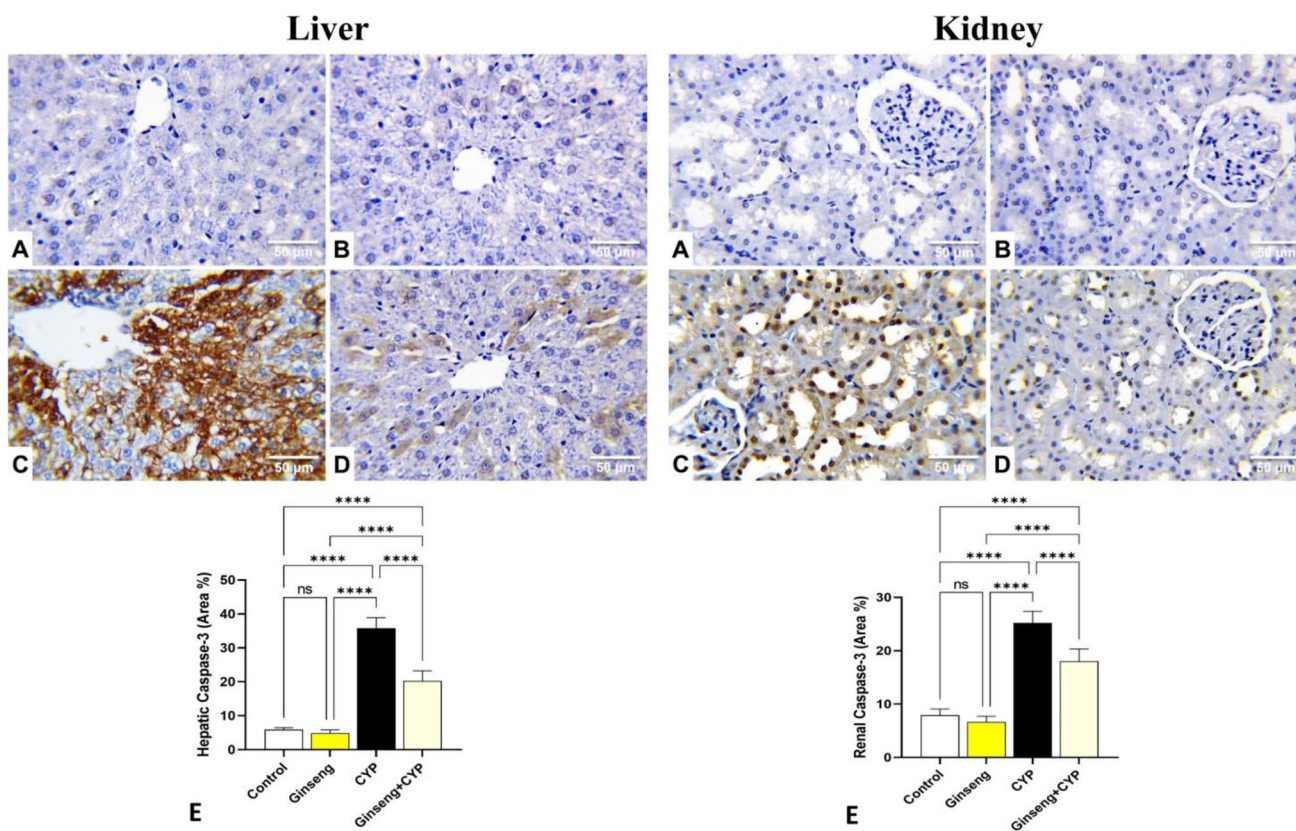 Liver
A
50 µm
B
50 µm
C
50 µm
D
50 µm
****
****
****
****
ns
****
Hepatic Caspase-3 (Area %)
50
40
30
20
10
0
Control
Ginseng
CYP
Ginseng+CYP
E
Kidney
A
50 µm
B
50 µm
C
50 µm
D
50 µm
****
****
****
****
ns
****
Renal Caspase-3 (Area %)
30
20
10
0
Control
Ginseng
CYP
Ginseng+CYP
E